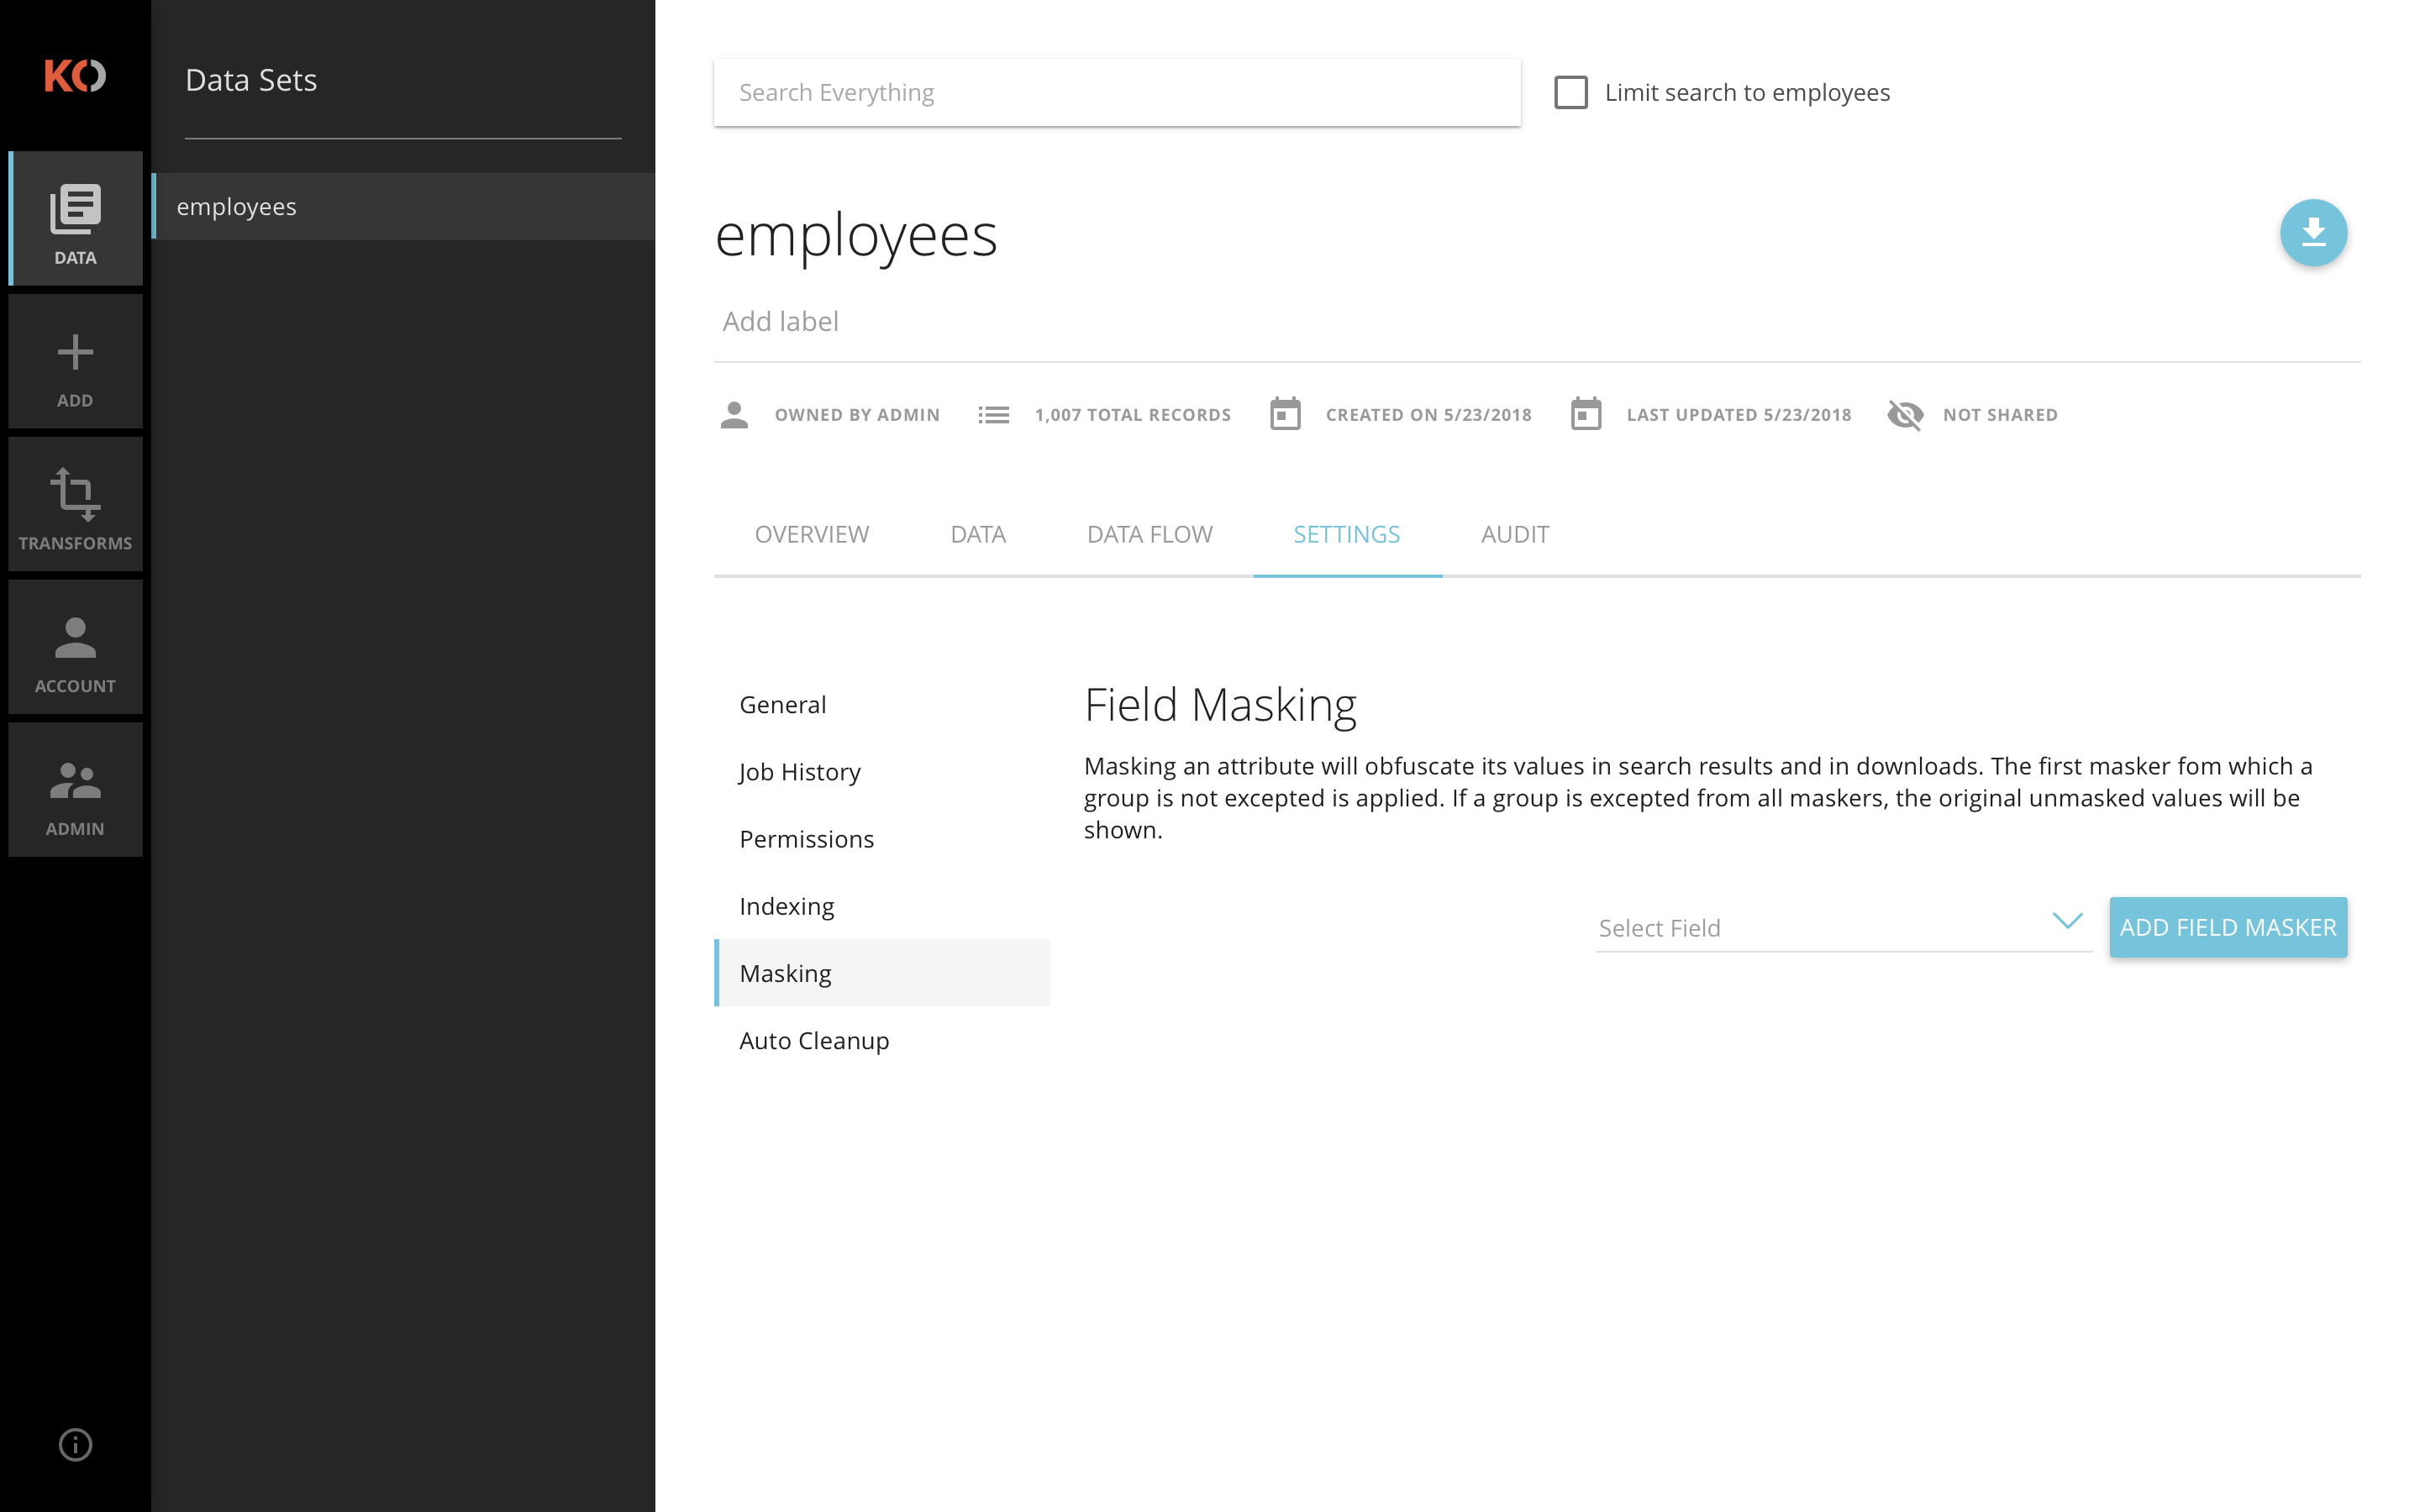 KO
DATA
ADD
TRANSFORMS
ACCOUNT
ADMIN
Data Sets
employees
Search Everything
Limit search to employees
employees
Add label
OWNED BY ADMIN
1,007 TOTAL RECORDS
CREATED ON 5/23/2018
LAST UPDATED 5/23/2018
NOT SHARED
OVERVIEW
DATA
DATA FLOW
SETTINGS
AUDIT
General
Job History
Permissions
Indexing
Masking
Auto Cleanup
Field Masking
Masking an attribute will obfuscate its values in search results and in downloads. The first masker fom which a
group is not excepted is applied. If a group is excepted from all maskers, the original unmasked values will be
shown.
Select Field
ADD FIELD MASKER